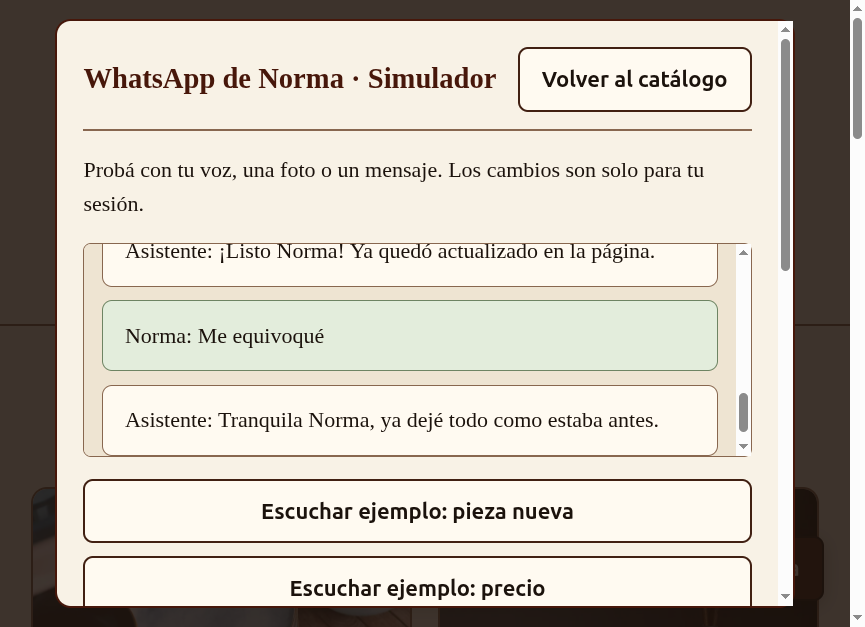 WhatsApp de Norma · Simulador
Volver al catálogo
Probá con tu voz, una foto o un mensaje. Los cambios son solo para tu
sesión.
Asistente: ¡Listo Norma! Ya quedó actualizado en la página.
Norma: Me equivoqué
Asistente: Tranquila Norma, ya dejé todo como estaba antes.
Escuchar ejemplo: pieza nueva
Escuchar ejemplo: precio